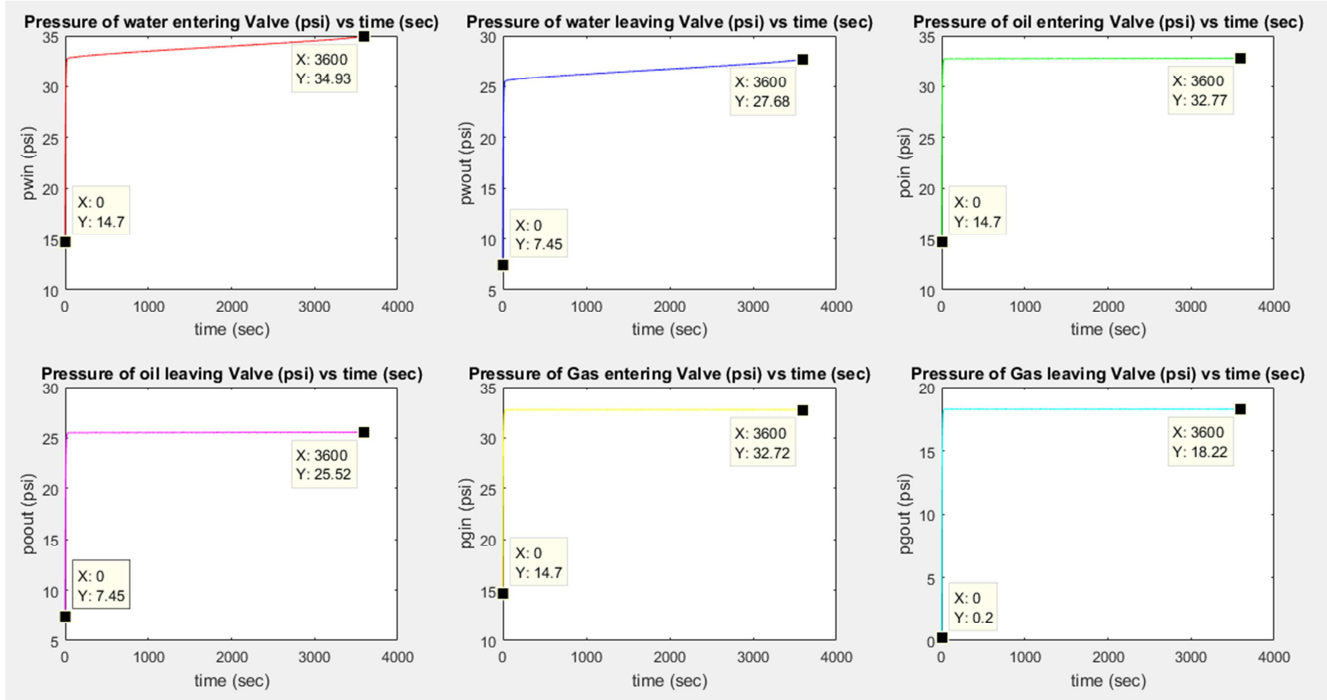 Pressure of water entering Valve (psi) vs time (sec)
35
30
25
20
15
10
pwin (psi)
X: 3600
Y: 34.93
X: 0
Y: 14.7
0
1000
2000
3000
4000
time (sec)
Pressure of water leaving Valve (psi) vs time (sec)
30
25
20
15
10
5
pwout (psi)
X: 3600
Y: 27.68
X: 0
Y: 7.45
0
1000
2000
3000
4000
time (sec)
Pressure of oil entering Valve (psi) vs time (sec)
35
30
25
20
15
10
poin (psi)
X: 3600
Y: 32.77
X: 0
Y: 14.7
0
1000
2000
3000
4000
time (sec)
Pressure of oil leaving Valve (psi) vs time (sec)
30
25
20
15
10
5
poout (psi)
X: 3600
Y: 25.52
X: 0
Y: 7.45
0
1000
2000
3000
4000
time (sec)
Pressure of Gas entering Valve (psi) vs time (sec)
35
30
25
20
15
10
pgin (psi)
X: 3600
Y: 32.72
X: 0
Y: 14.7
0
1000
2000
3000
4000
time (sec)
Pressure of Gas leaving Valve (psi) vs time (sec)
20
15
10
5
0
pgout (psi)
X: 3600
Y: 18.22
X: 0
Y: 0.2
0
1000
2000
3000
4000
time (sec)